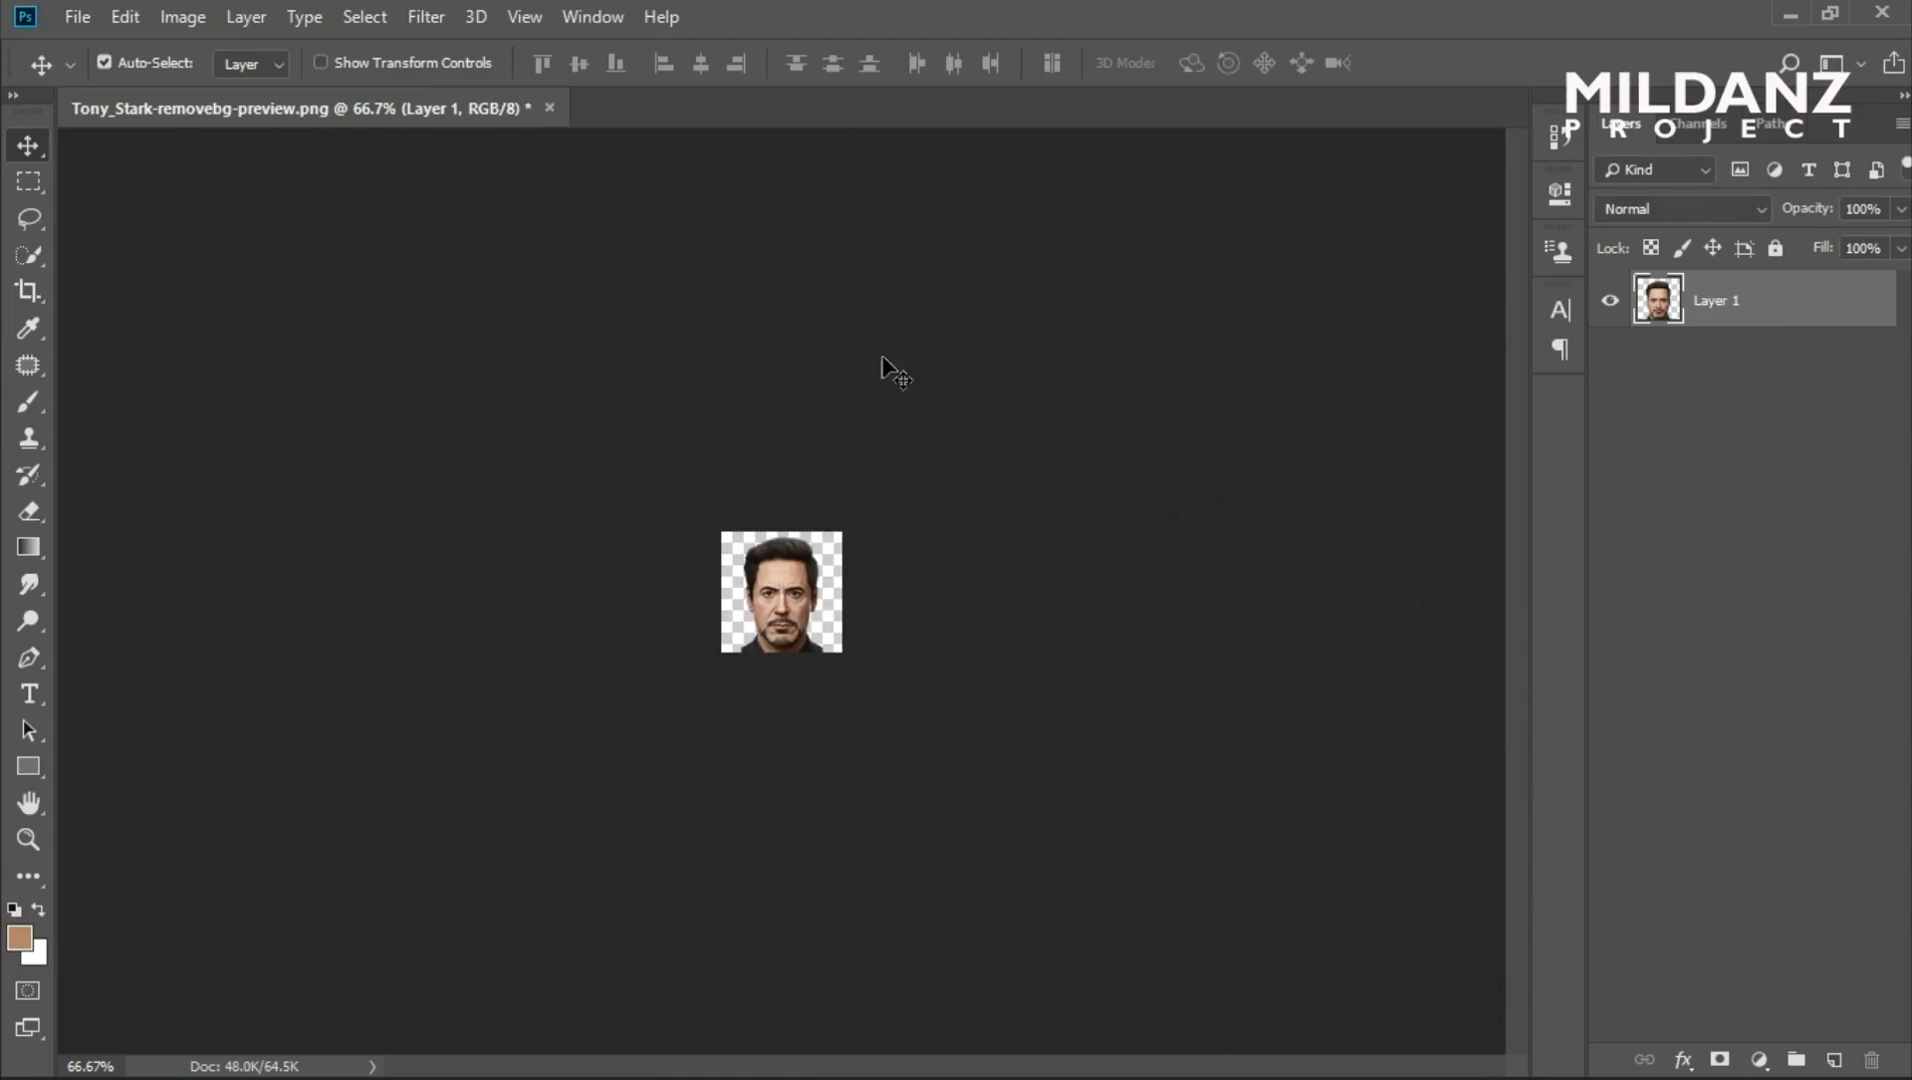 Ps File Edit Image Layer Type Select Filter 3D View Window Help
Auto-Select: Layer Show Transform Controls 3D Mode:
MILDANZ
PROJECT
Tony_Stark-removebg-preview.png @ 66.7% (Layer 1, RGB/8) *
Layers Channels Paths
Kind
Normal Opacity: 100%
Lock: Fill: 100%
Layer 1
66.67% Doc: 48.0K/64.5K